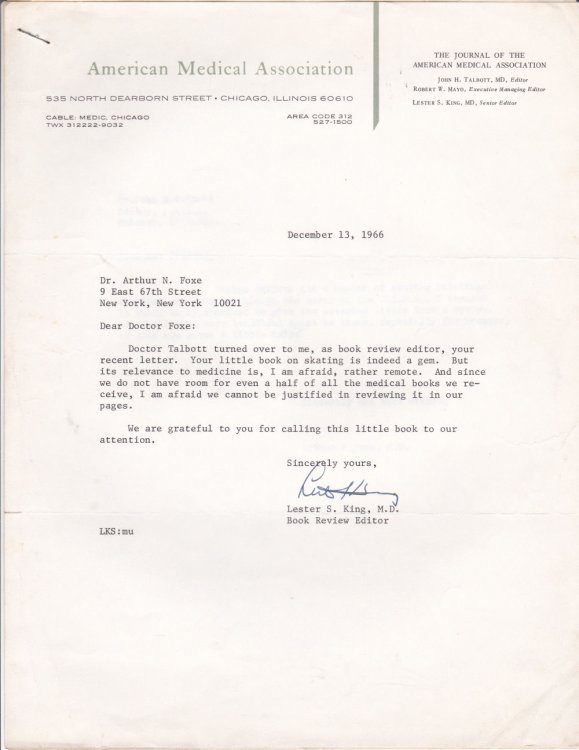 American Medical Association
535 NORTH DEARBORN STREET • CHICAGO, ILLINOIS 60610
CABLE: MEDIC, CHICAGO
TWX 312222-9032
AREA CODE 312
527-1500
THE JOURNAL OF THE
AMERICAN MEDICAL ASSOCIATION
JOHN H. TALBOTT, MD, Editor
ROBERT W. MAYO, Executive Managing Editor
LESTER S. KING, MD, Senior Editor
December 13, 1966
Dr. Arthur N. Foxe
9 East 67th Street
New York, New York 10021
Dear Doctor Foxe:
Doctor Talbott turned over to me, as book review editor, your
recent letter. Your little book on skating is indeed a gem. But
its relevance to medicine is, I am afraid, rather remote. And since
we do not have room for even a half of all the medical books we re-
ceive, I am afraid we cannot be justified in reviewing it in our
pages.
We are grateful to you for calling this little book to our
attention.
Sincerely yours,
Lester S. King, M.D.
Book Review Editor
LKS:mu